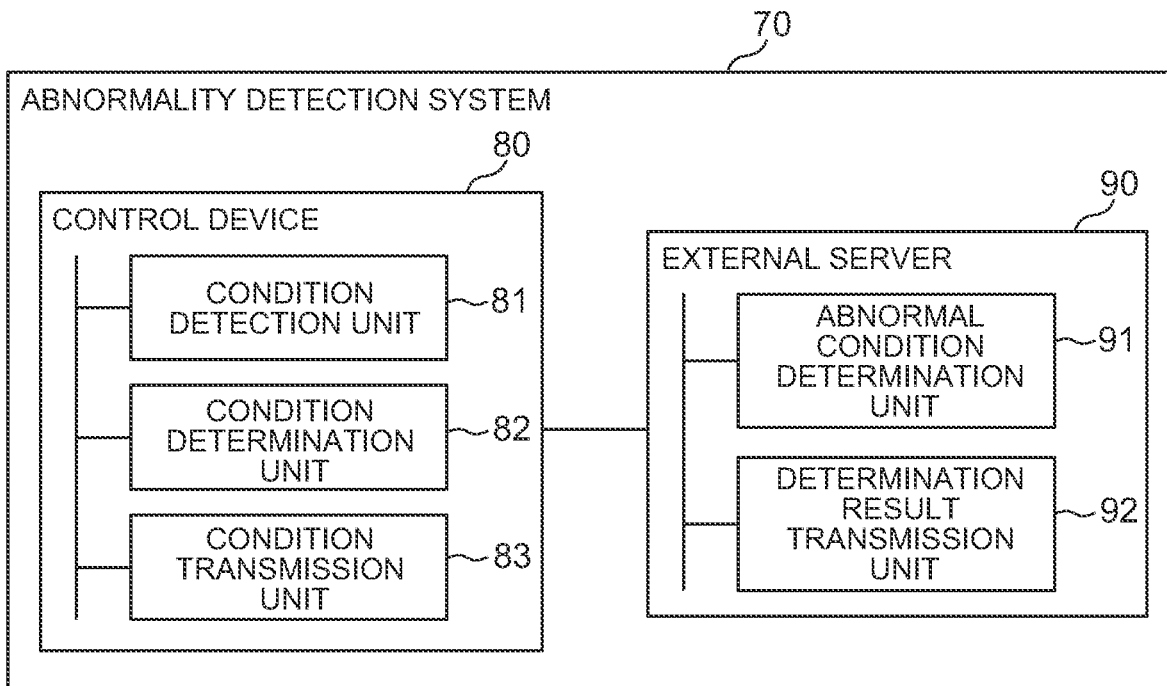 70
ABNORMALITY DETECTION SYSTEM
80
CONTROL DEVICE
CONDITION
DETECTION UNIT
81
CONDITION
DETERMINATION
UNIT
82
CONDITION
TRANSMISSION
UNIT
83
90
EXTERNAL SERVER
ABNORMAL
CONDITION
DETERMINATION
UNIT
91
DETERMINATION
RESULT
TRANSMISSION
UNIT
92